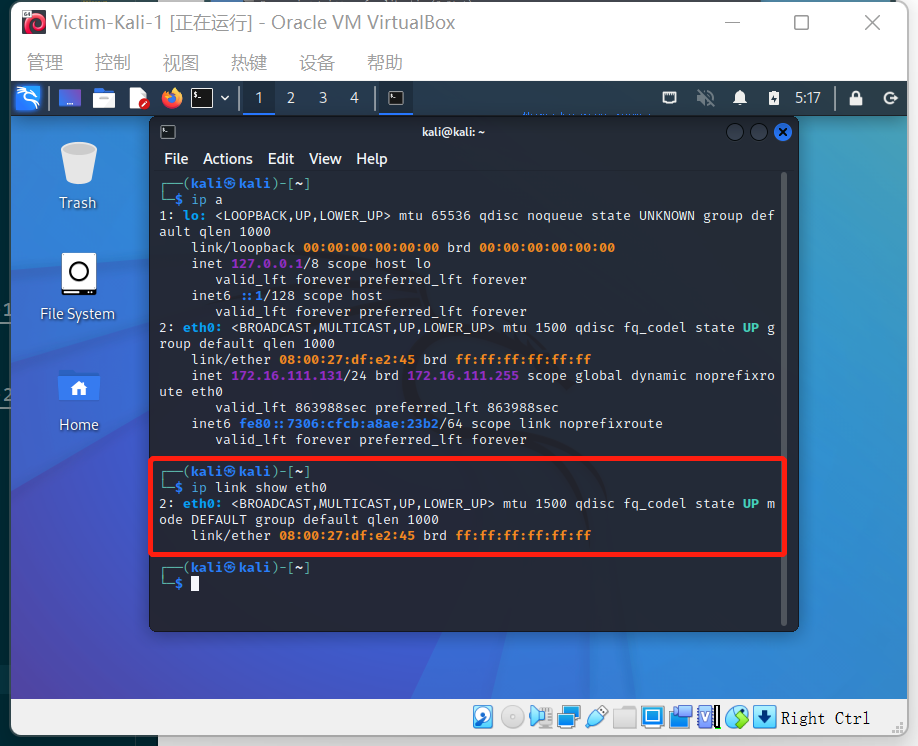 Victim-Kali-1 [正在运行] - Oracle VM VirtualBox
管理 控制 视图 热键 设备 帮助
1 2 3 4 5:17
kali@kali: ~
File Actions Edit View Help
Trash
File System
Home
┌──(kali㉿kali)-[~]
└─$ ip a
1: lo: <LOOPBACK,UP,LOWER_UP> mtu 65536 qdisc noqueue state UNKNOWN group def
ault qlen 1000
link/loopback 00:00:00:00:00:00 brd 00:00:00:00:00:00
inet 127.0.0.1/8 scope host lo
valid_lft forever preferred_lft forever
inet6 ::1/128 scope host
valid_lft forever preferred_lft forever
2: eth0: <BROADCAST,MULTICAST,UP,LOWER_UP> mtu 1500 qdisc fq_codel state UP g
roup default qlen 1000
link/ether 08:00:27:df:e2:45 brd ff:ff:ff:ff:ff:ff
inet 172.16.111.131/24 brd 172.16.111.255 scope global dynamic noprefixro
ute eth0
valid_lft 863988sec preferred_lft 863988sec
inet6 fe80::7306:cfcb:a8ae:23b2/64 scope link noprefixroute
valid_lft forever preferred_lft forever
┌──(kali㉿kali)-[~]
└─$ ip link show eth0
2: eth0: <BROADCAST,MULTICAST,UP,LOWER_UP> mtu 1500 qdisc fq_codel state UP m
ode DEFAULT group default qlen 1000
link/ether 08:00:27:df:e2:45 brd ff:ff:ff:ff:ff:ff
┌──(kali㉿kali)-[~]
└─$
Right Ctrl